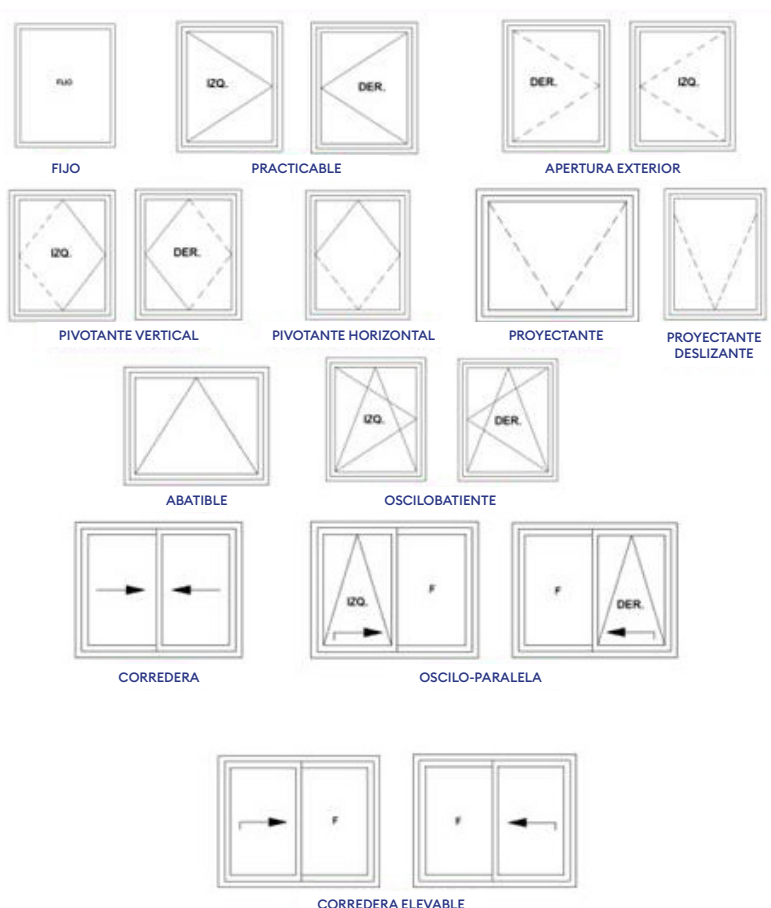 FIJO
IZQ. DER.
DER. IZQ.
FIJO PRACTICABLE APERTURA EXTERIOR
IZQ. DER.
PIVOTANTE VERTICAL PIVOTANTE HORIZONTAL PROYECTANTE PROYECTANTE
DESLIZANTE
IZQ. DER.
ABATIBLE OSCILOBATIENTE
IZQ. F F DER.
CORREDERA OSCILO-PARALELA
F F
CORREDERA ELEVABLE